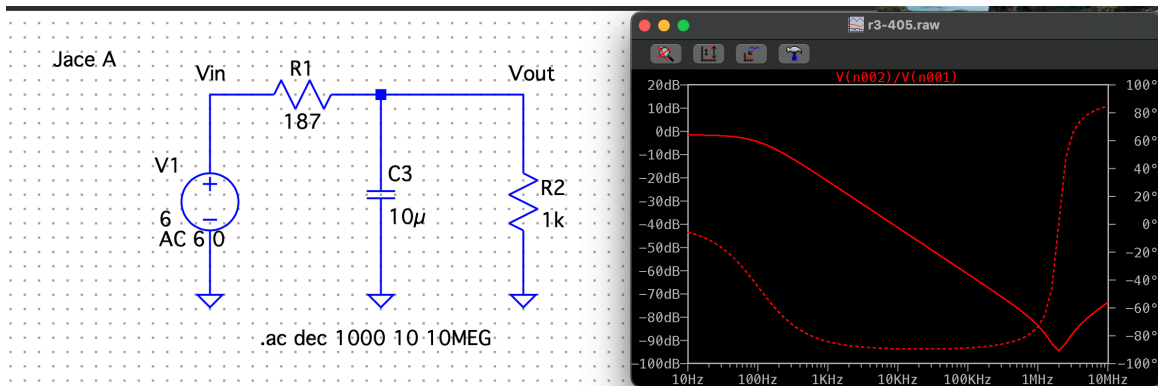 Jace A
Vin
R1
187
Vout
V1
6
AC 6 0
C3
10µ
R2
1k
.ac dec 1000 10 10MEG
r3-405.raw
V(n002)/V(n001)
20dB
10dB
0dB
-10dB
-20dB
-30dB
-40dB
-50dB
-60dB
-70dB
-80dB
-90dB
-100dB
100°
80°
60°
40°
20°
0°
-20°
-40°
-60°
-80°
-100°
10Hz 100Hz 1KHz 10KHz 100KHz 1MHz 10MHz